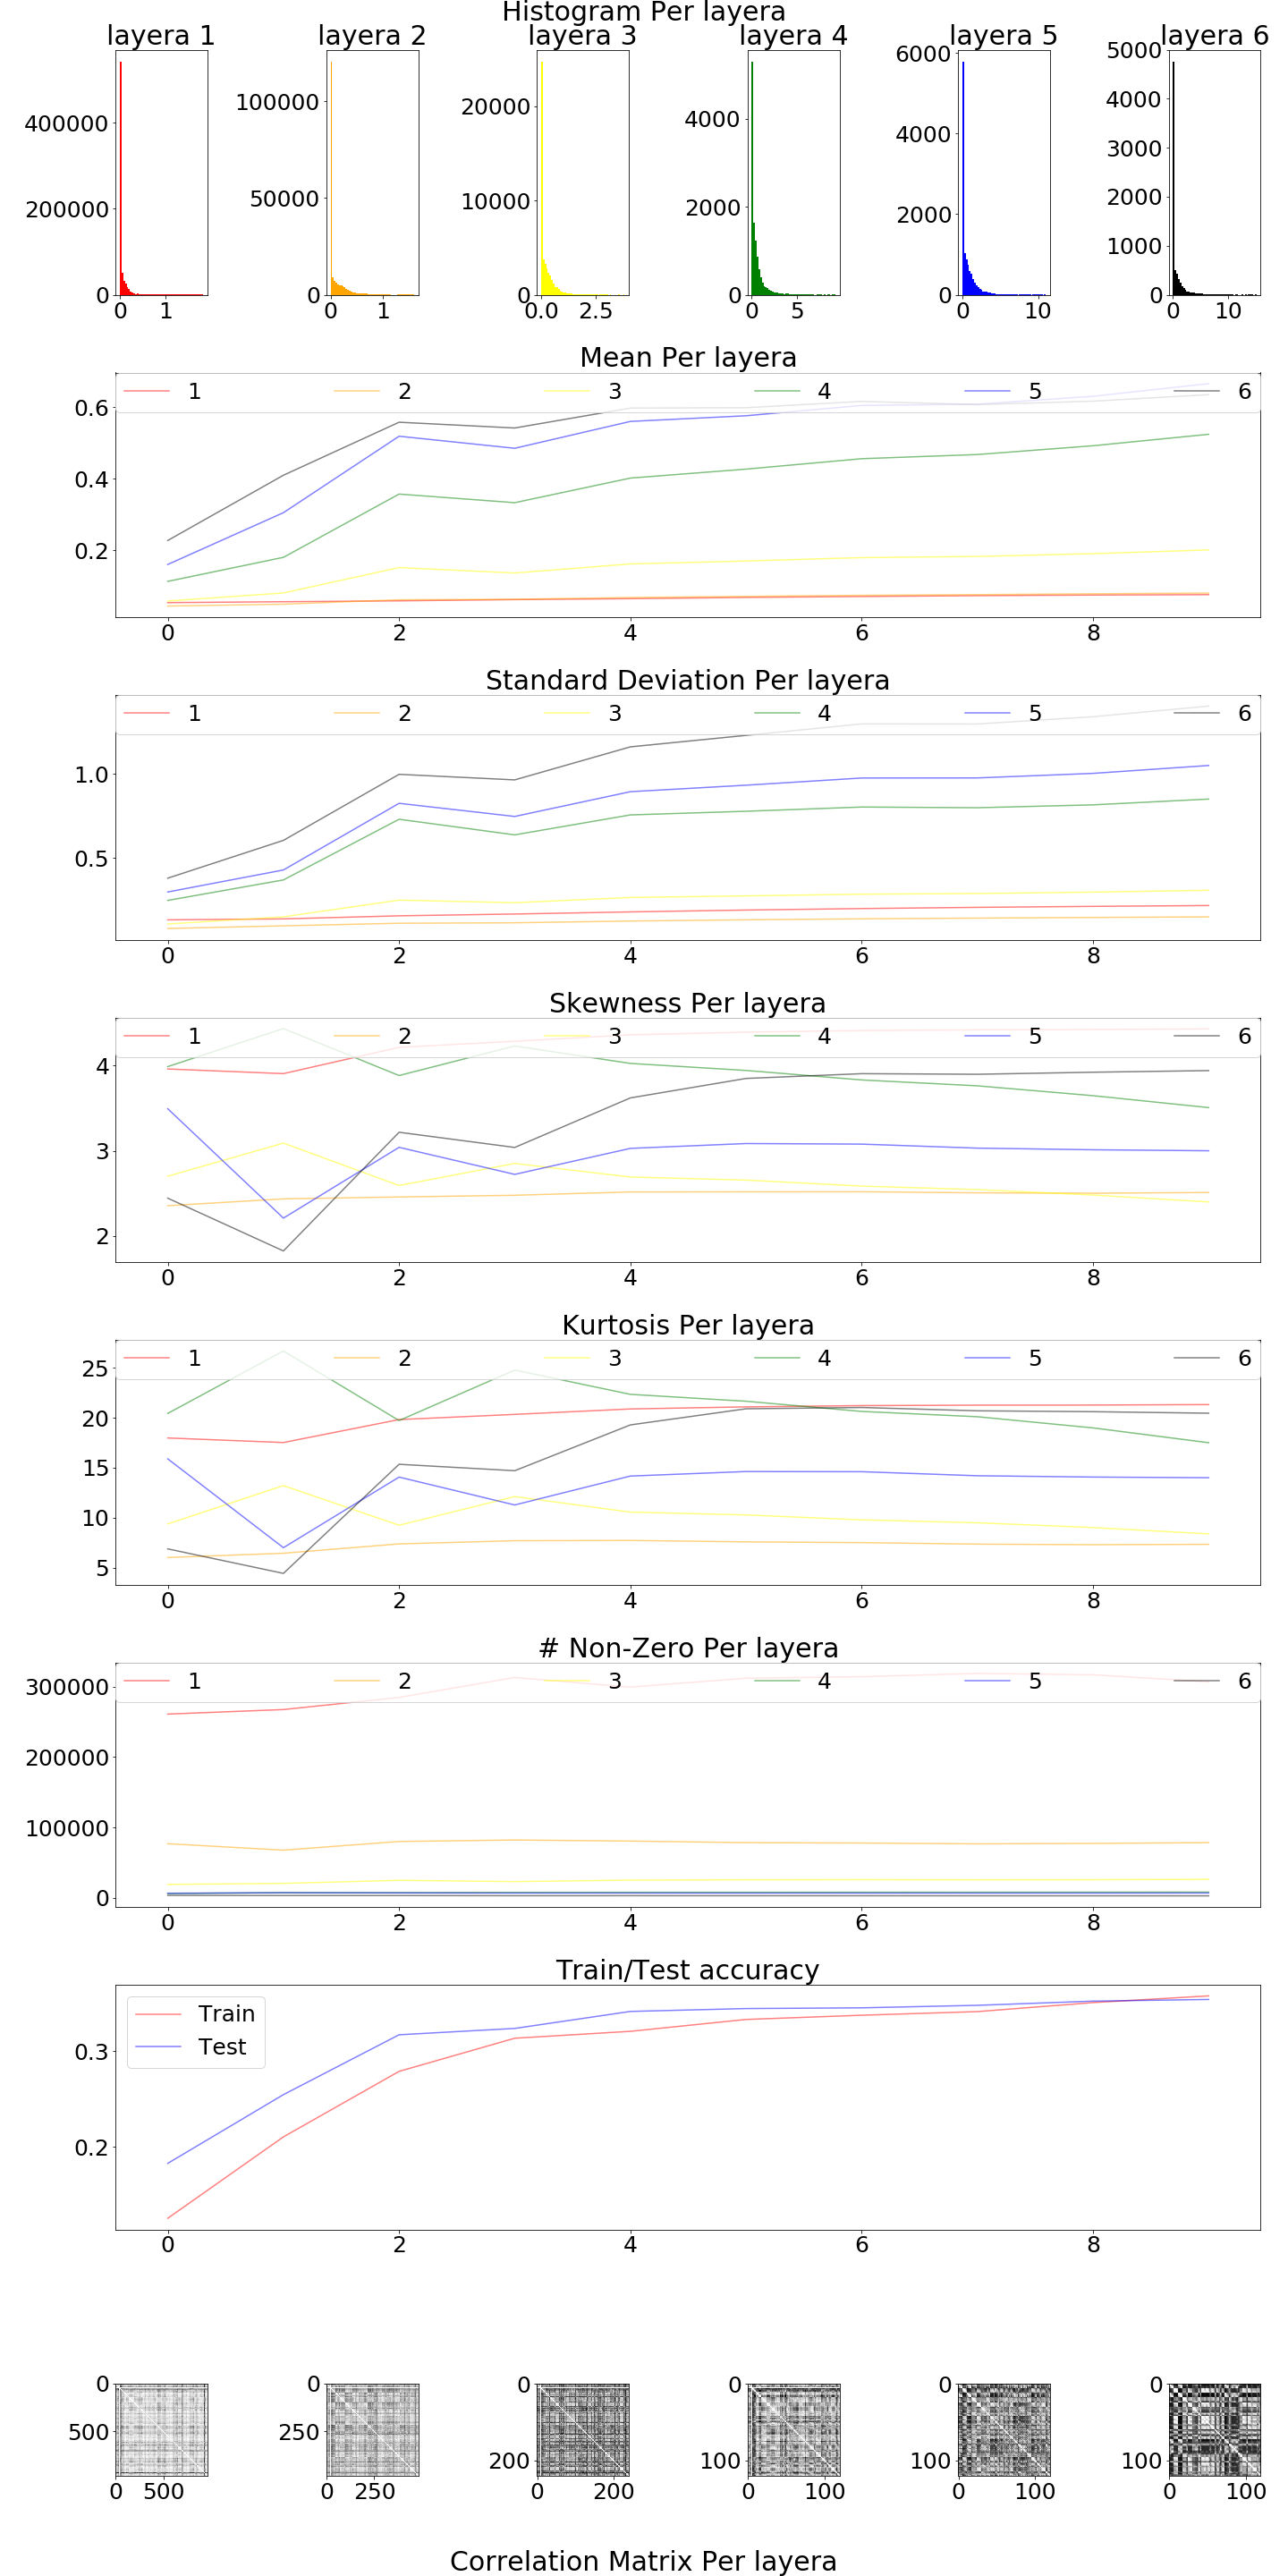 Histogram Per layera
layera 1 layera 2 layera 3 layera 4 layera 5 layera 6
400000
200000
0
0 1
100000
50000
0
0 1
20000
10000
0
0.0 2.5
4000
2000
0
0 5
6000
4000
2000
0
0 10
5000
4000
3000
2000
1000
0
0 10
Mean Per layera
1 2 3 4 5 6
0.6
0.4
0.2
0 2 4 6 8
Standard Deviation Per layera
1 2 3 4 5 6
1.0
0.5
0 2 4 6 8
Skewness Per layera
1 2 3 4 5 6
4
3
2
0 2 4 6 8
Kurtosis Per layera
1 2 3 4 5 6
25
20
15
10
5
0 2 4 6 8
# Non-Zero Per layera
1 2 3 4 5 6
300000
200000
100000
0
0 2 4 6 8
Train/Test accuracy
Train
Test
0.3
0.2
0 2 4 6 8
0
500
0 500
0
250
0 250
0
200
0 200
0
100
0 100
0
100
0 100
0
100
0 100
Correlation Matrix Per layera